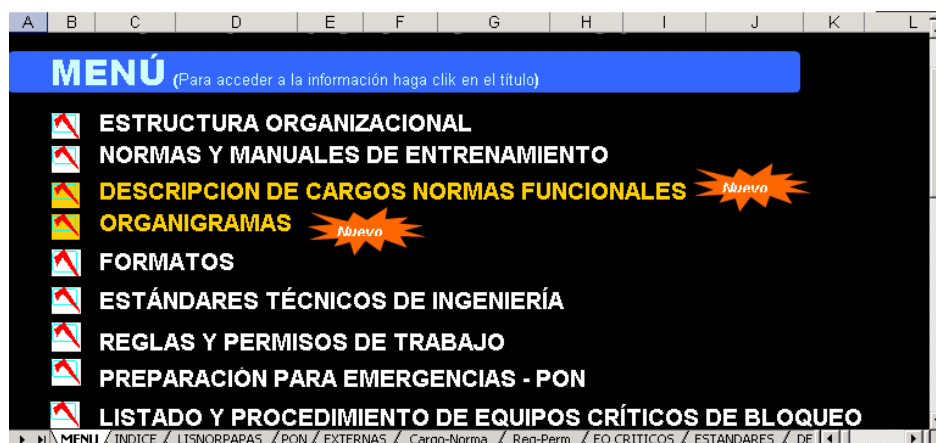 A B C D E F G H I J K L
MENÚ (Para acceder a la información haga clik en el título)
ESTRUCTURA ORGANIZACIONAL
NORMAS Y MANUALES DE ENTRENAMIENTO
DESCRIPCION DE CARGOS NORMAS FUNCIONALES Nuevo
ORGANIGRAMAS Nuevo
FORMATOS
ESTÁNDARES TÉCNICOS DE INGENIERÍA
REGLAS Y PERMISOS DE TRABAJO
PREPARACIÓN PARA EMERGENCIAS - PON
LISTADO Y PROCEDIMIENTO DE EQUIPOS CRÍTICOS DE BLOQUEO
MENU / INDICE / LISNORPAPAS / PON / EXTERNAS / Cargo-Norma / Reg-Perm / EQ CRITICOS / ESTANDARES / DE